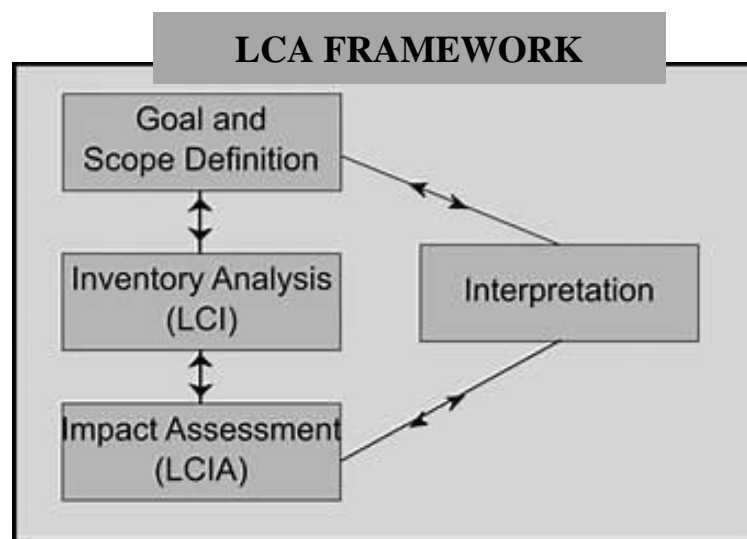 LCA FRAMEWORK
Goal and
Scope Definition
Inventory Analysis
(LCI)
Interpretation
Impact Assessment
(LCIA)